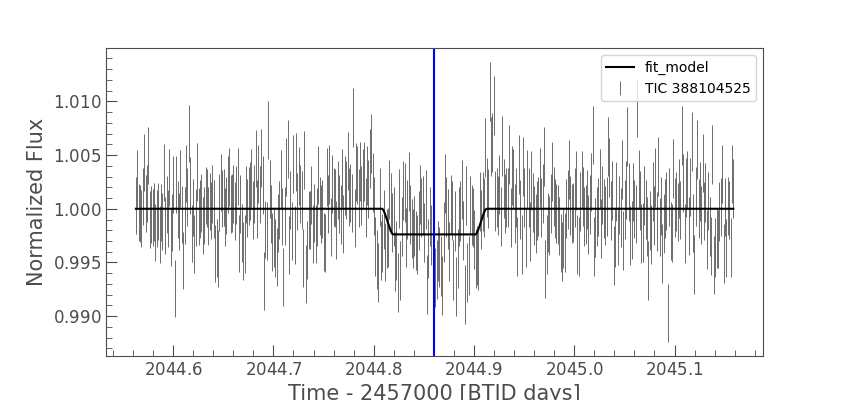 fit_model
TIC 388104525
1.010
1.005
1.000
0.995
0.990
Normalized Flux
2044.6 2044.7 2044.8 2044.9 2045.0 2045.1
Time - 2457000 [BTJD days]